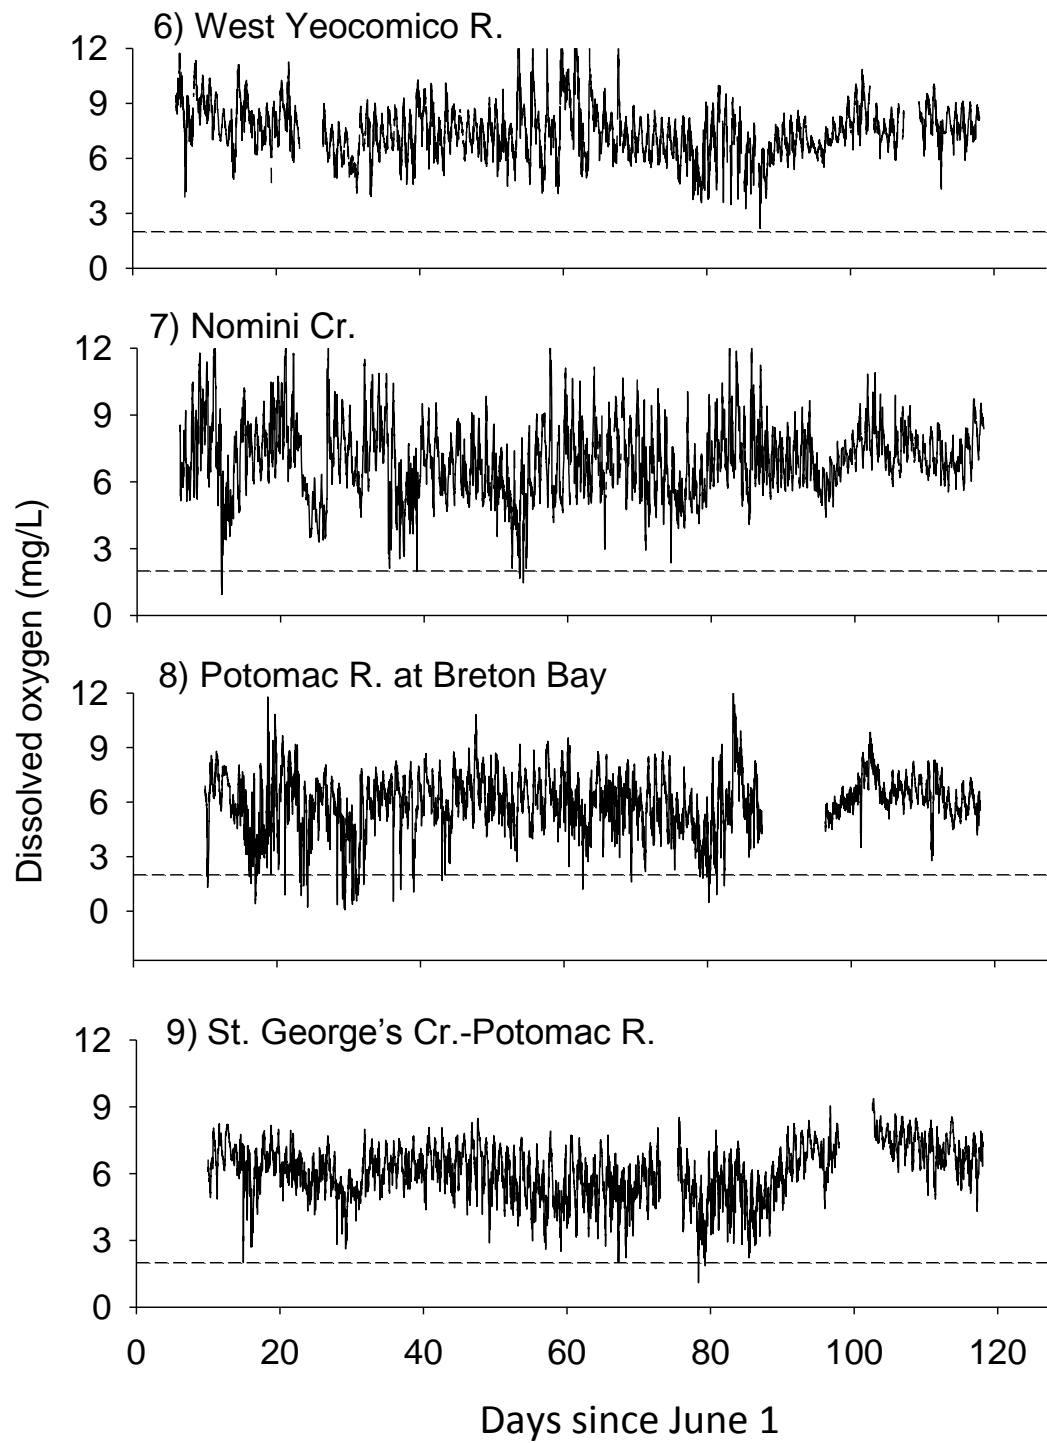 6) West Yeocomico R.
12
9
6
3
0
7) Nomini Cr.
12
9
6
3
0
8) Potomac R. at Breton Bay
12
9
6
3
0
9) St. George’s Cr.-Potomac R.
12
9
6
3
0
0 20 40 60 80 100 120
Days since June 1
Dissolved oxygen (mg/L)